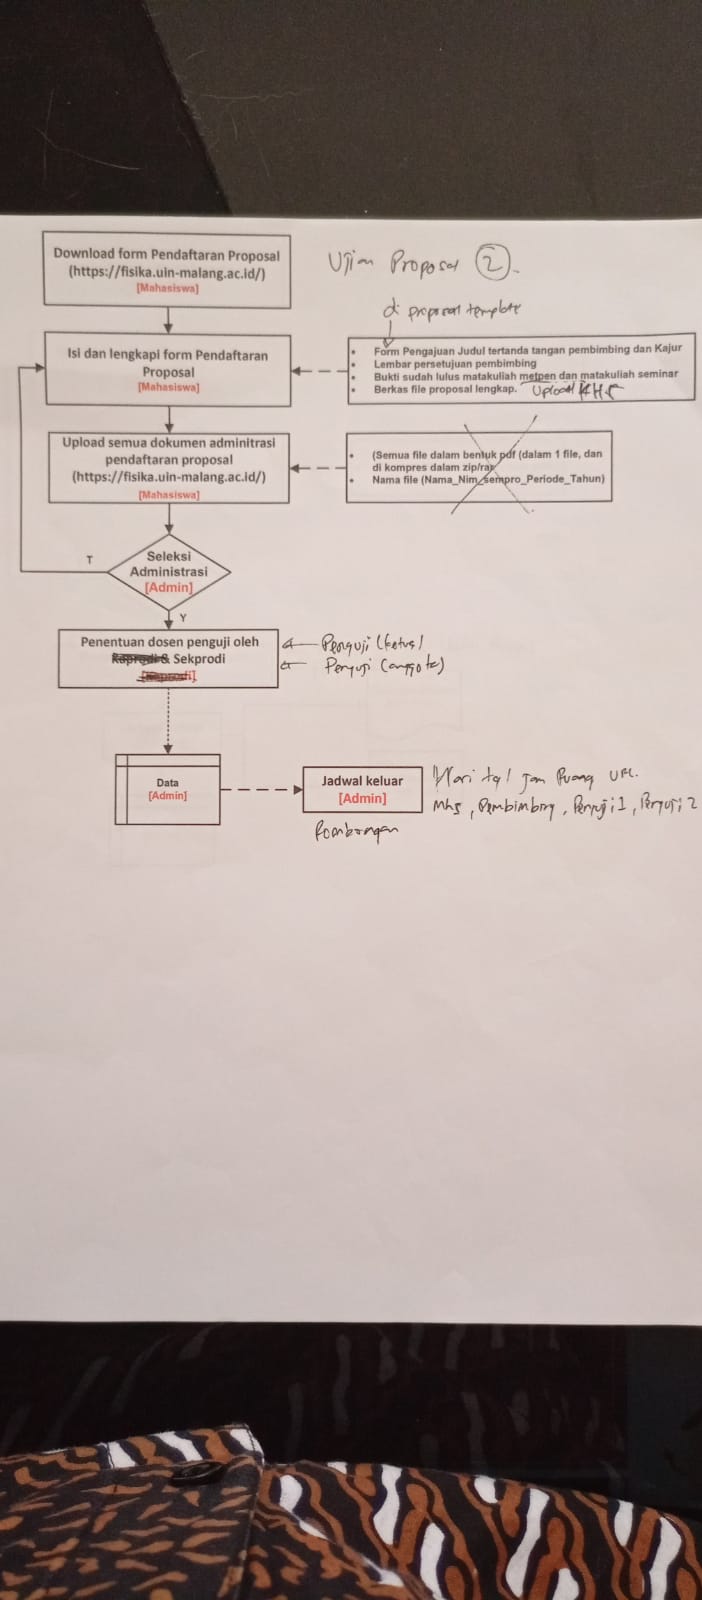 Download form Pendaftaran Proposal
(https://fisika.uin-malang.ac.id/)
[Mahasiswa]
Ujian Proposal 2.
di proposal template
Isi dan lengkapi form Pendaftaran
Proposal
[Mahasiswa]
• Form Pengajuan Judul tertanda tangan pembimbing dan Kajur
• Lembar persetujuan pembimbing
• Bukti sudah lulus matakuliah metpen dan matakuliah seminar
• Berkas file proposal lengkap. Upload KHS
Upload semua dokumen adminitrasi
pendaftaran proposal
(https://fisika.uin-malang.ac.id/)
[Mahasiswa]
• (Semua file dalam bentuk pdf (dalam 1 file, dan
di kompres dalam zip/rar
• Nama file (Nama_Nim_sempro_Periode_Tahun)
T
Seleksi
Administrasi
[Admin]
Y
Penentuan dosen penguji oleh
Kaprodi & Sekprodi
[Kaprodi]
Penguji (ketua)
Penguji (anggota)
Data
[Admin]
Jadwal keluar
[Admin]
Hari tgl jam Ruang URL.
Mhs, Pembimbing, Penguji 1, Penguji 2
Rombongan